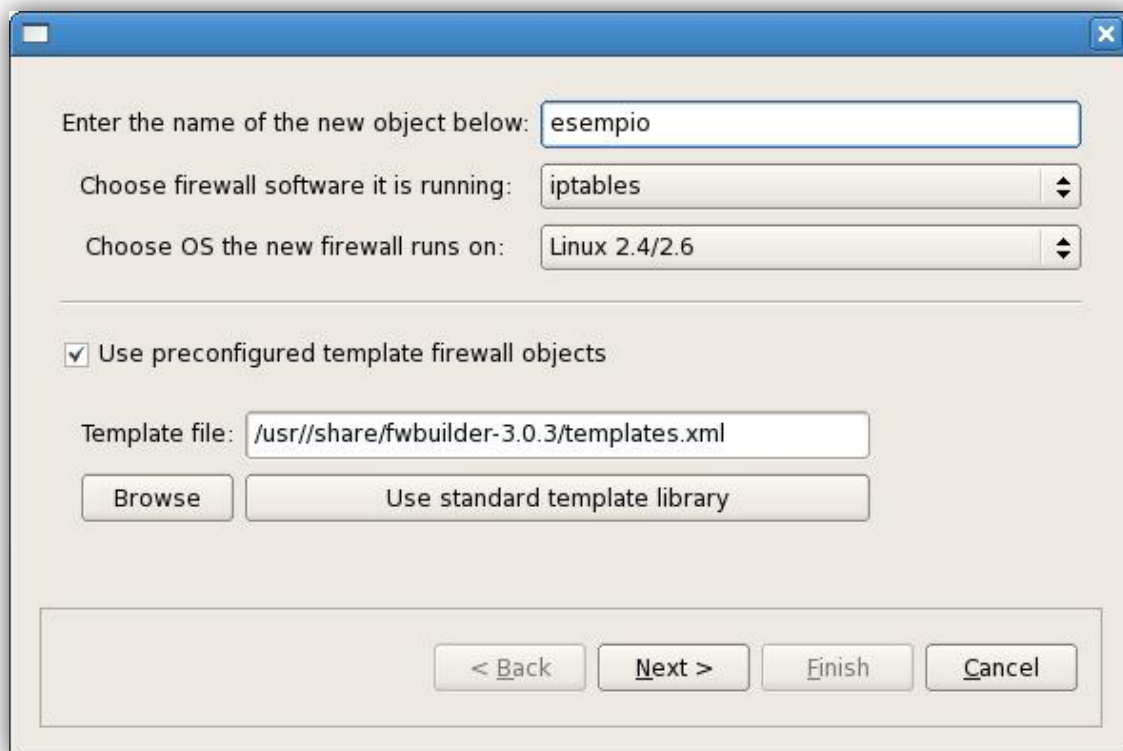 Enter the name of the new object below: esempio
Choose firewall software it is running: iptables
Choose OS the new firewall runs on: Linux 2.4/2.6
Use preconfigured template firewall objects
Template file: /usr//share/fwbuilder-3.0.3/templates.xml
Browse Use standard template library
< Back Next > Finish Cancel